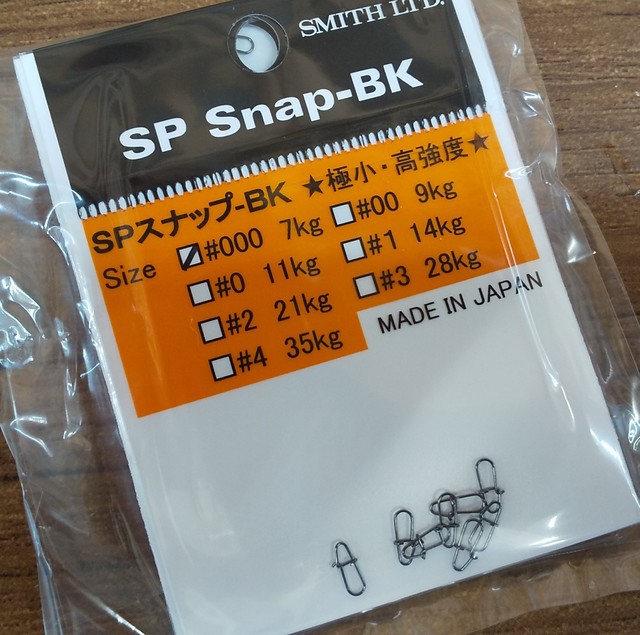 SMITH LTD.
SP Snap-BK
SPスナップ-BK ★極小・高強度★
Size #000 7kg #00 9kg
#0 11kg #1 14kg
#2 21kg #3 28kg
#4 35kg
MADE IN JAPAN